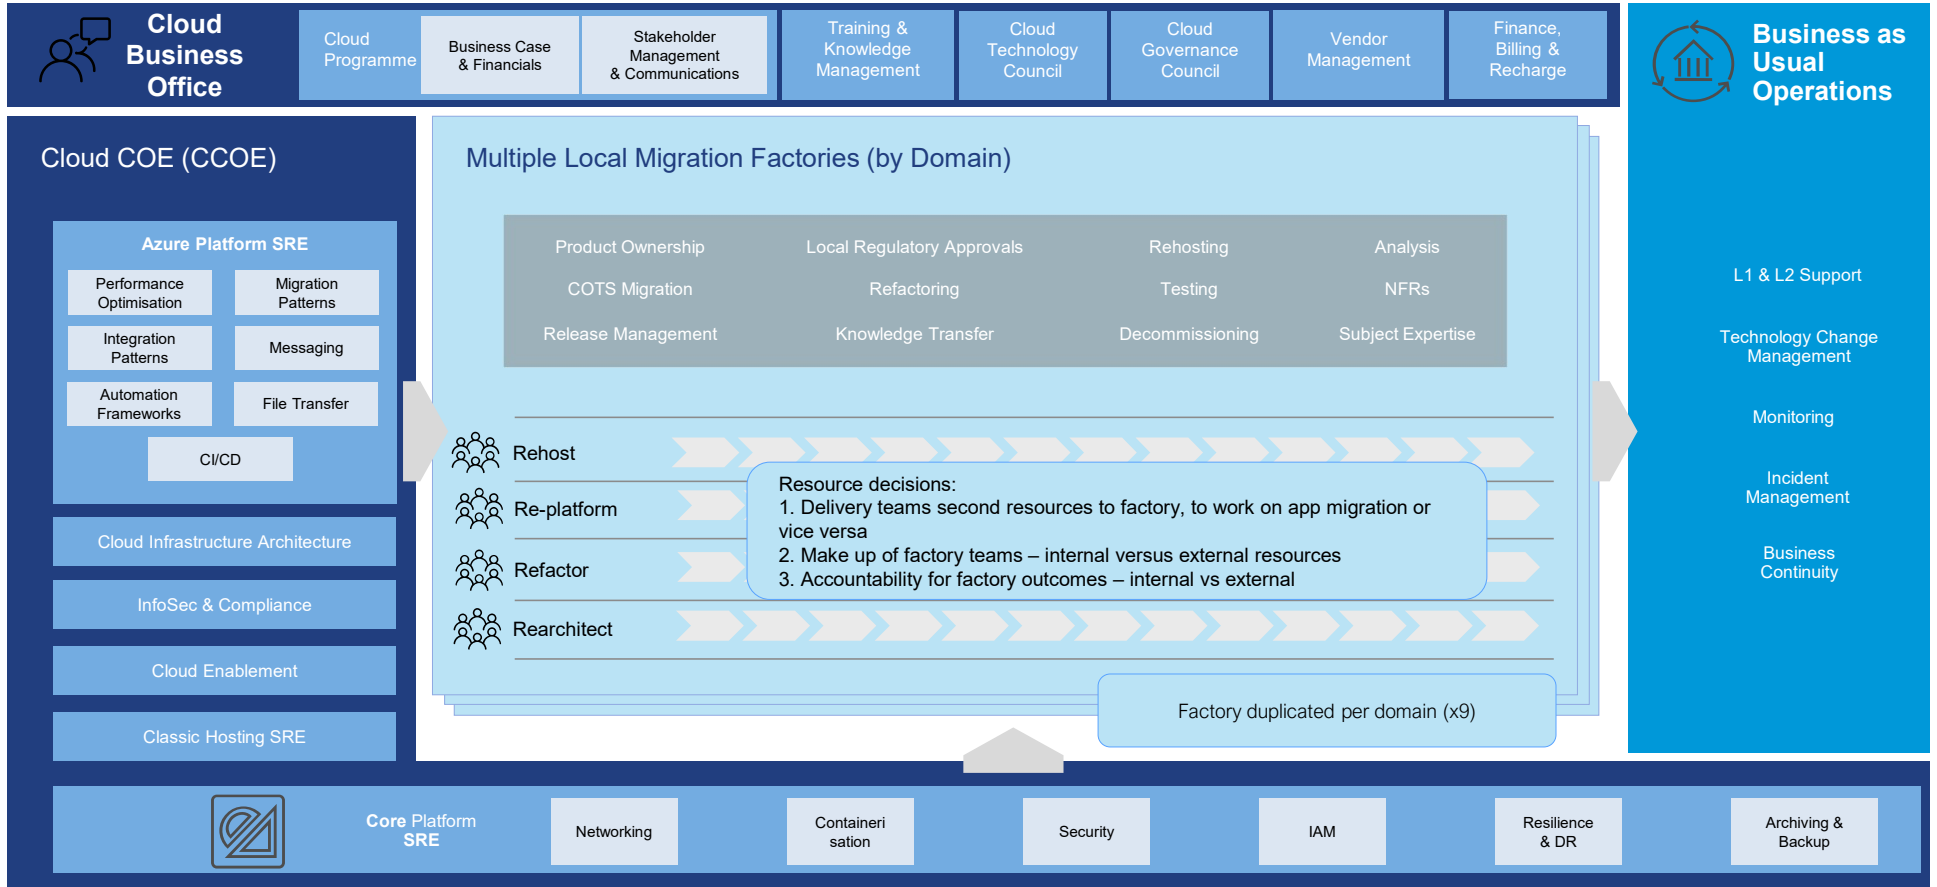 Cloud
Business
Office
Cloud
Programme
Business Case
& Financials
Stakeholder
Management
& Communications
Training &
Knowledge
Management
Cloud
Technology
Council
Cloud
Governance
Council
Vendor
Management
Finance,
Billing &
Recharge
Business as
Usual
Operations
Cloud COE (CCOE)
Azure Platform SRE
Performance
Optimisation
Migration
Patterns
Integration
Patterns
Messaging
Automation
Frameworks
File Transfer
CI/CD
Cloud Infrastructure Architecture
InfoSec & Compliance
Cloud Enablement
Classic Hosting SRE
Multiple Local Migration Factories (by Domain)
Product Ownership
Local Regulatory Approvals
Rehosting
Analysis
COTS Migration
Refactoring
Testing
NFRs
Release Management
Knowledge Transfer
Decommissioning
Subject Expertise
Rehost
Re-platform
Refactor
Rearchitect
Resource decisions:
1. Delivery teams second resources to factory, to work on app migration or
vice versa
2. Make up of factory teams – internal versus external resources
3. Accountability for factory outcomes – internal vs external
Factory duplicated per domain (x9)
L1 & L2 Support
Technology Change
Management
Monitoring
Incident
Management
Business
Continuity
Core Platform
SRE
Networking
Containeri
sation
Security
IAM
Resilience
& DR
Archiving &
Backup